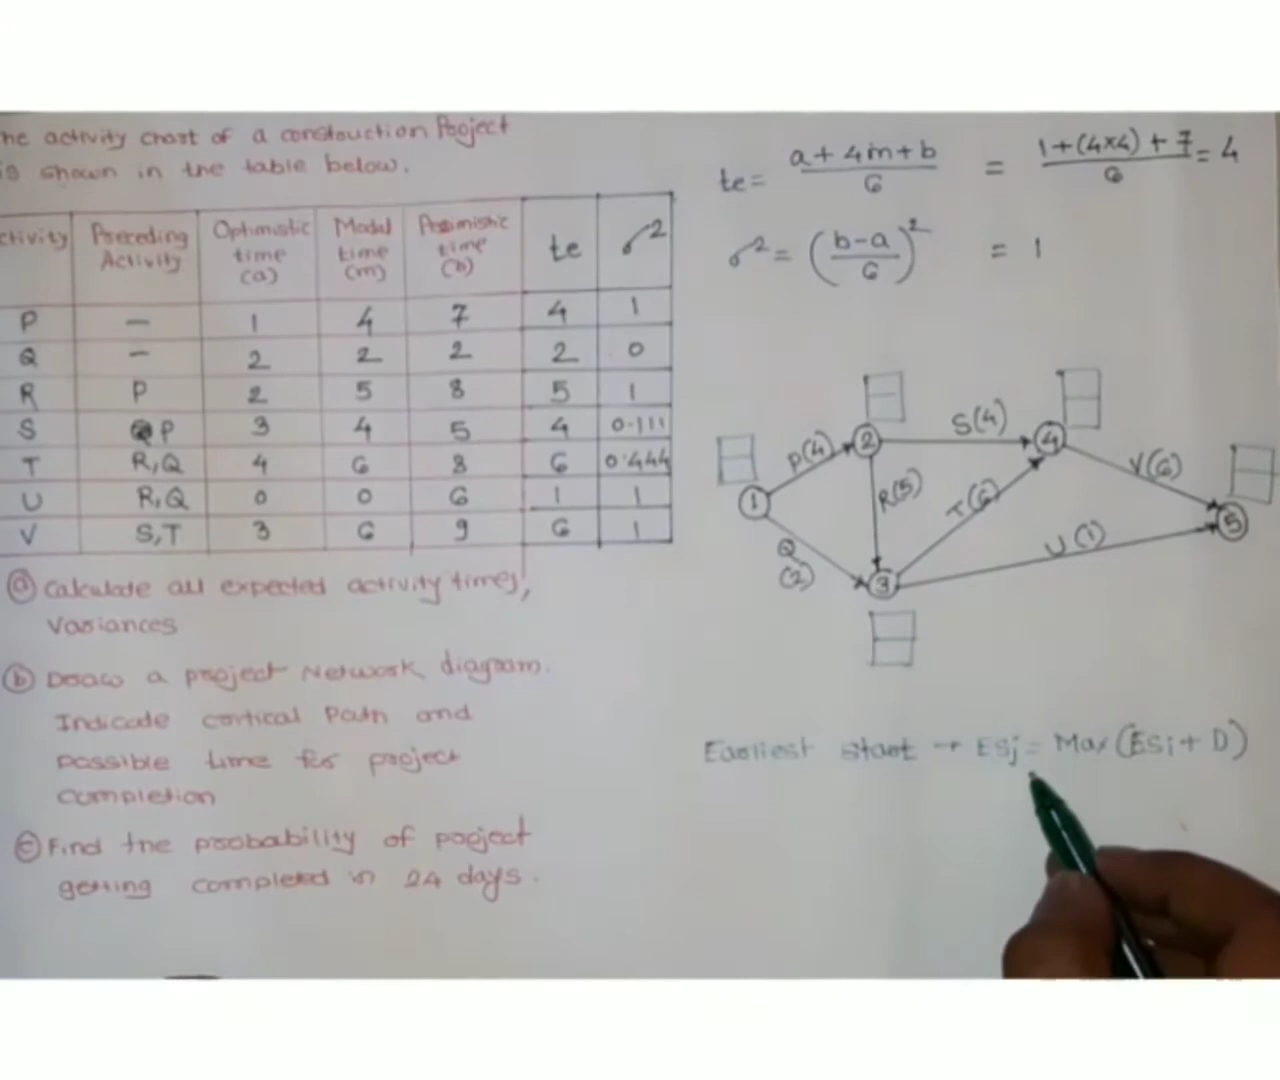 he activity chart of a construction Project
is shown in the table below.
ctivity Preceding Activity Optimistic time (a) Modal time (m) Pessimistic time (b) te σ²
P — 1 4 7 4 1
Q — 2 2 2 2 0
R P 2 5 8 5 1
S P 3 4 5 4 0.111
T R,Q 4 6 8 6 0.444
U R,Q 0 0 6 1 1
V S,T 3 6 9 6 1
(a) Calculate all expected activity times,
Variances
(b) Draw a project Network diagram.
Indicate cortical Path and
possible time for project
completion
(c) Find the probability of project
getting completed in 24 days.
te = (a + 4m + b)/6 = (1 + (4×4) + 7)/6 = 4
σ² = ((b-a)/6)² = 1
1
2
3
4
5
P(4)
S(4)
R(5)
T(6)
V(6)
Q
(2)
U(1)
Earliest start → ESj = Max (ESi + D)